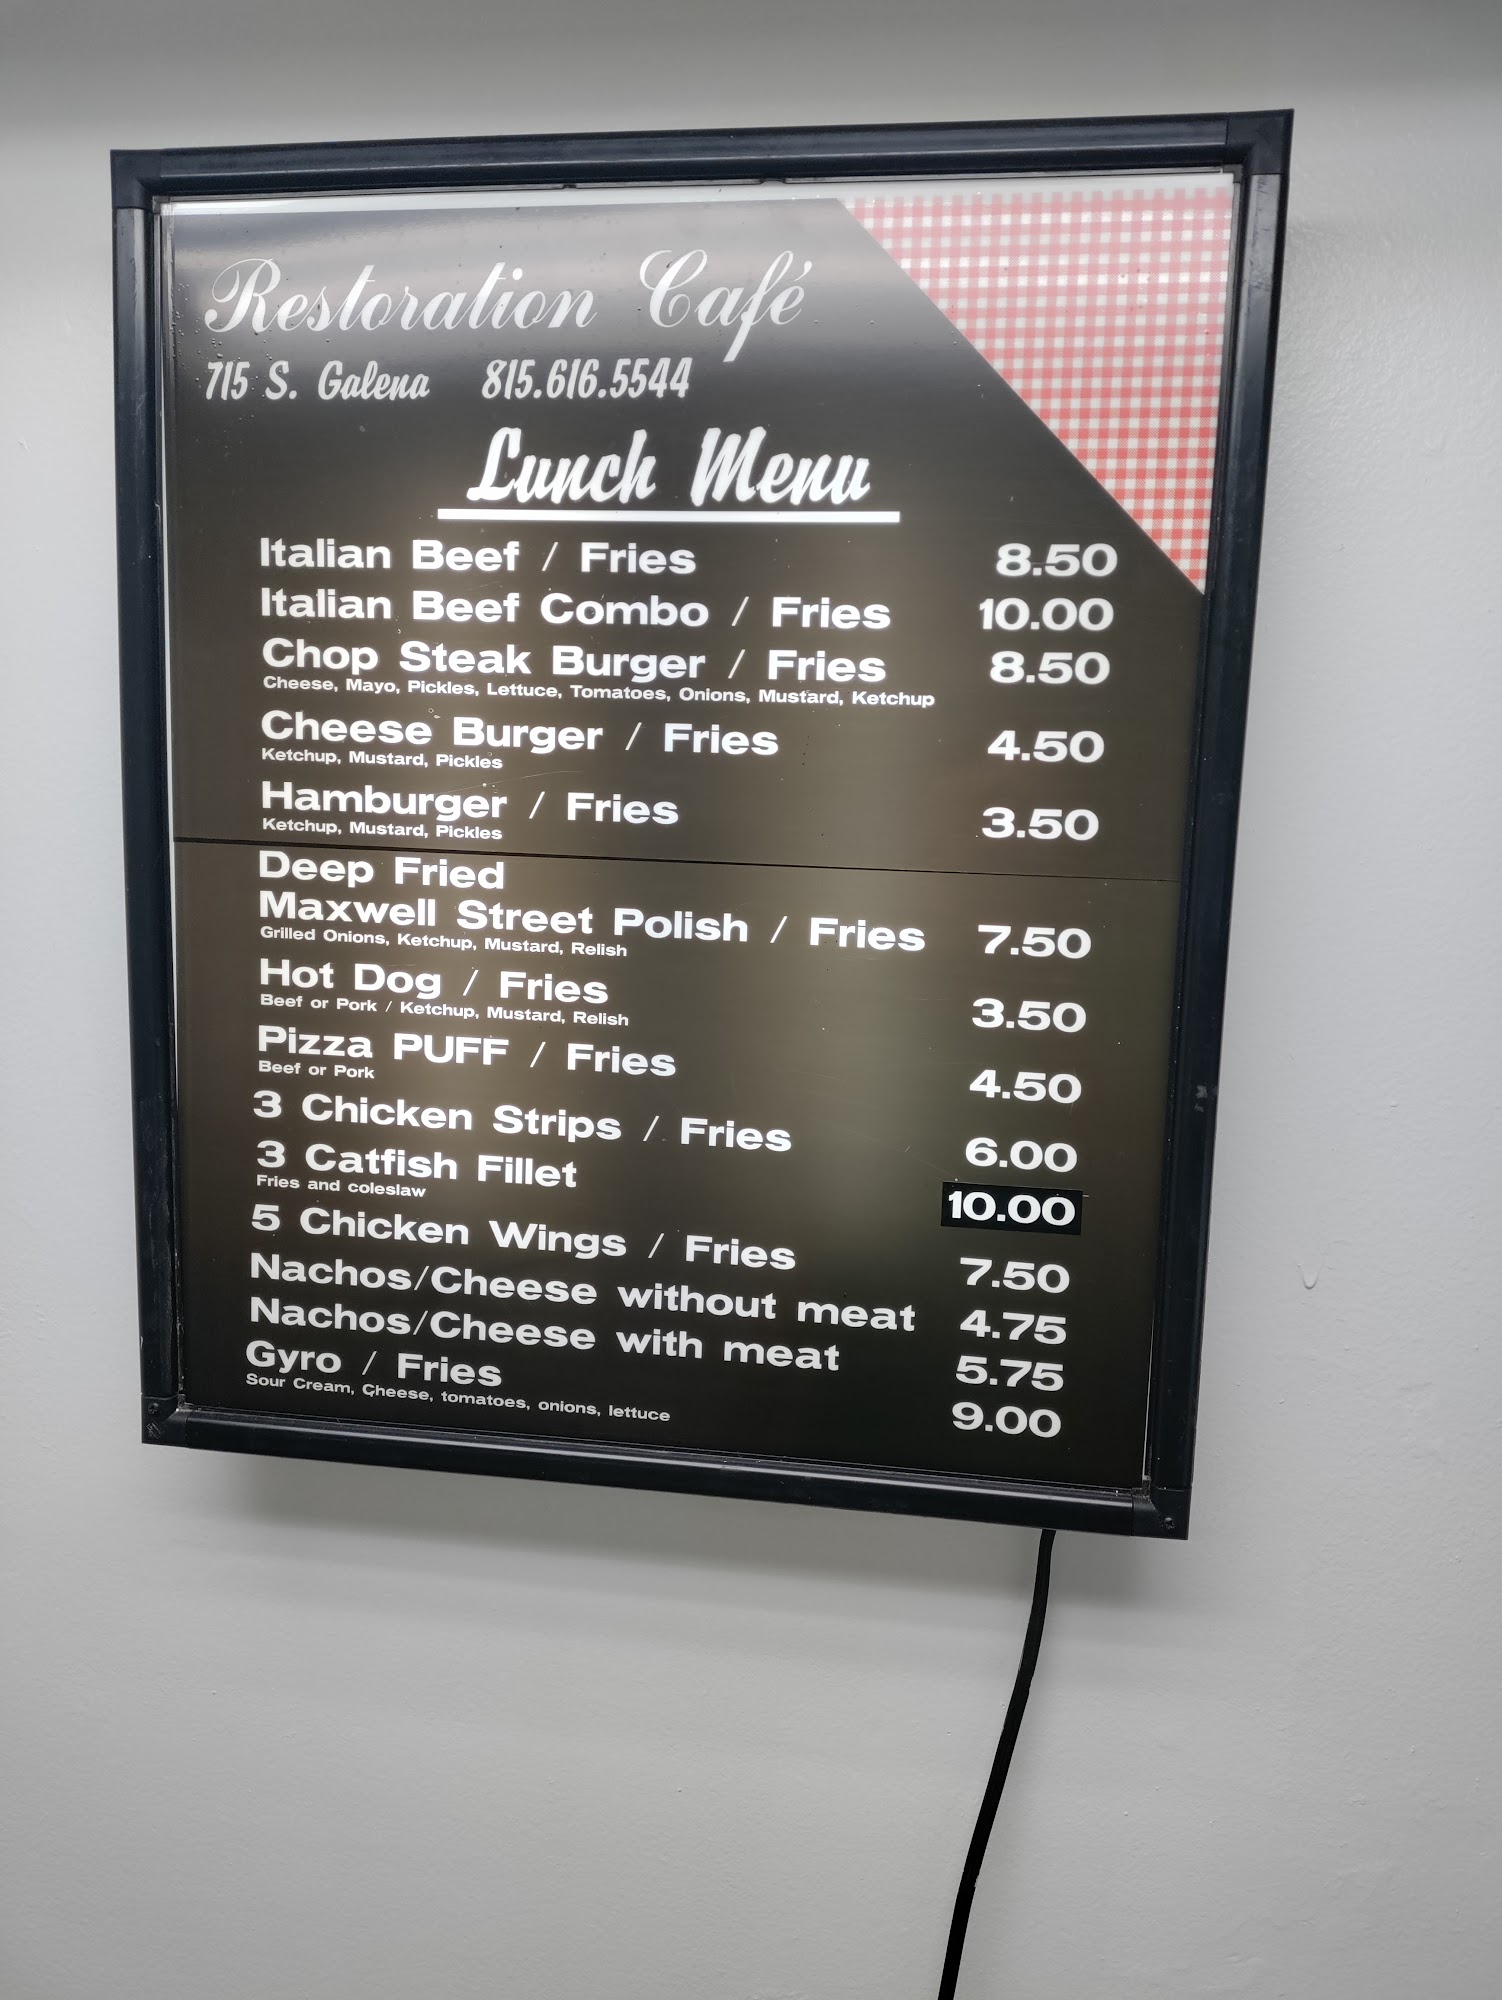 Restoration Café
715 S. Galena 815.616.5544
Lunch Menu
Italian Beef / Fries 8.50
Italian Beef Combo / Fries 10.00
Chop Steak Burger / Fries 8.50
Cheese, Mayo, Pickles, Lettuce, Tomatoes, Onions, Mustard, Ketchup
Cheese Burger / Fries 4.50
Ketchup, Mustard, Pickles
Hamburger / Fries 3.50
Ketchup, Mustard, Pickles
Deep Fried
Maxwell Street Polish / Fries 7.50
Grilled Onions, Ketchup, Mustard, Relish
Hot Dog / Fries 3.50
Beef or Pork / Ketchup, Mustard, Relish
Pizza PUFF / Fries 4.50
Beef or Pork
3 Chicken Strips / Fries 6.00
3 Catfish Fillet 10.00
Fries and coleslaw
5 Chicken Wings / Fries 7.50
Nachos/Cheese without meat 4.75
Nachos/Cheese with meat 5.75
Gyro / Fries 9.00
Sour Cream, Cheese, tomatoes, onions, lettuce